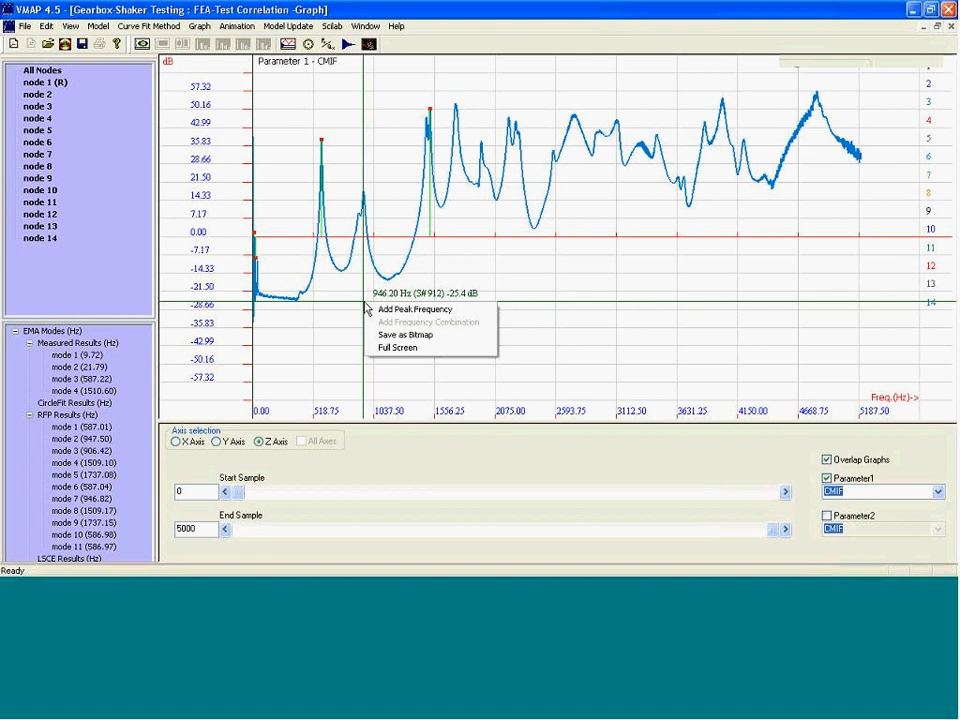 VMAP 4.5 - [Gearbox-Shaker Testing : FEA-Test Correlation -Graph]
File Edit View Model Curve Fit Method Graph Animation Model Update Scilab Window Help
All Nodes
node 1 (R)
node 2
node 3
node 4
node 5
node 6
node 7
node 8
node 9
node 10
node 11
node 12
node 13
node 14
EMA Modes (Hz)
Measured Results (Hz)
mode 1 (9.72)
mode 2 (21.79)
mode 3 (587.22)
mode 4 (1510.60)
CircleFit Results (Hz)
RFP Results (Hz)
mode 1 (587.01)
mode 2 (947.50)
mode 3 (906.42)
mode 4 (1509.10)
mode 5 (1737.08)
mode 6 (587.04)
mode 7 (946.82)
mode 8 (1509.17)
mode 9 (1737.15)
mode 10 (586.98)
mode 11 (586.97)
LSCE Results (Hz)
dB
Parameter 1 - CMIF
57.32
50.16
42.99
35.83
28.66
21.50
14.33
7.17
0.00
-7.17
-14.33
-21.50
-28.66
-35.83
-42.99
-50.16
-57.32
2
3
4
5
6
7
8
9
10
11
12
13
14
946.20 Hz (S#912) -25.4 dB
Add Peak Frequency
Add Frequency Combination
Save as Bitmap
Full Screen
Freq.(Hz)->
0.00 518.75 1037.50 1556.25 2075.00 2593.75 3112.50 3631.25 4150.00 4668.75 5187.50
Axis selection
X Axis Y Axis Z Axis All Axes
Start Sample
0
End Sample
5000
Overlap Graphs
Parameter1
CMIF
Parameter2
CMIF
Ready